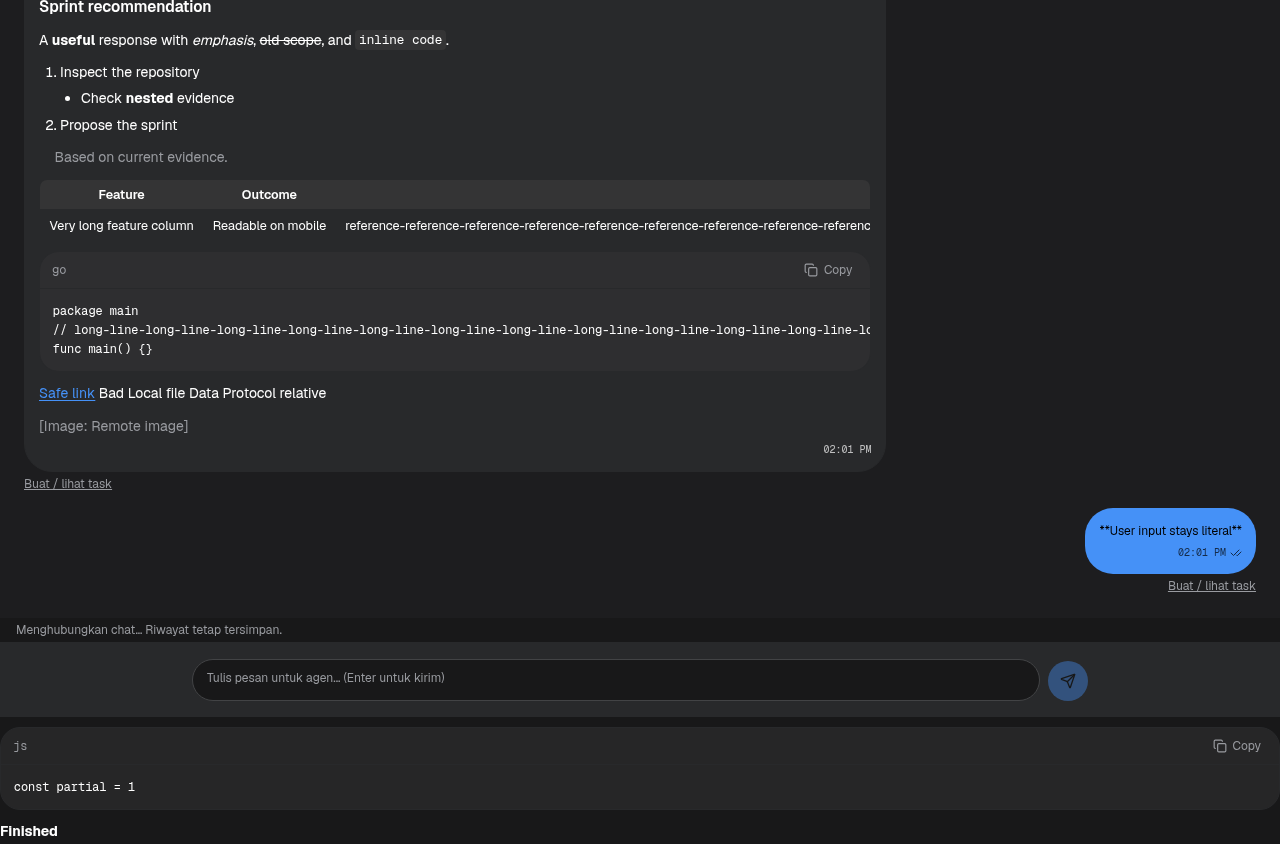 Sprint recommendation
A useful response with emphasis, old scope, and inline code.
1. Inspect the repository
• Check nested evidence
2. Propose the sprint
Based on current evidence.
Feature Outcome
Very long feature column Readable on mobile reference-reference-reference-reference-reference-reference-reference-reference-referenc
go Copy
package main
// long-line-long-line-long-line-long-line-long-line-long-line-long-line-long-line-long-line-long-line-long-line-lo
func main() {}
Safe link Bad Local file Data Protocol relative
[Image: Remote image]
02:01 PM
Buat / lihat task
**User input stays literal**
02:01 PM
Buat / lihat task
Menghubungkan chat… Riwayat tetap tersimpan.
Tulis pesan untuk agen… (Enter untuk kirim)
js Copy
const partial = 1
Finished